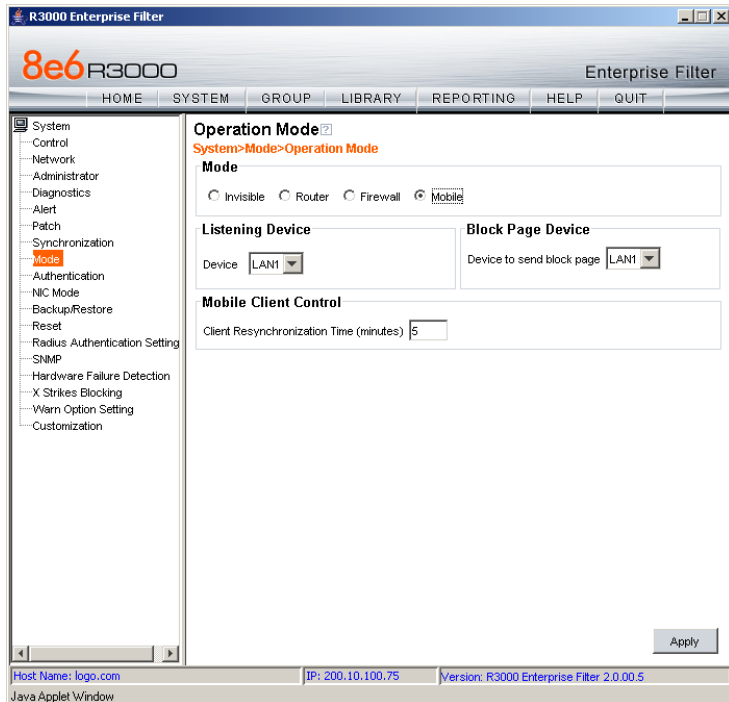 R3000 Enterprise Filter
8e6 R3000
Enterprise Filter
HOME SYSTEM GROUP LIBRARY REPORTING HELP QUIT
System
Control
Network
Administrator
Diagnostics
Alert
Patch
Synchronization
Mode
Authentication
NIC Mode
Backup/Restore
Reset
Radius Authentication Setting
SNMP
Hardware Failure Detection
X Strikes Blocking
Warn Option Setting
Customization
Operation Mode ?
System>Mode>Operation Mode
Mode
Invisible Router Firewall Mobile
Listening Device
Device LAN1
Block Page Device
Device to send block page LAN1
Mobile Client Control
Client Resynchronization Time (minutes) 5
Apply
Host Name: logo.com IP: 200.10.100.75 Version: R3000 Enterprise Filter 2.0.00.5
Java Applet Window